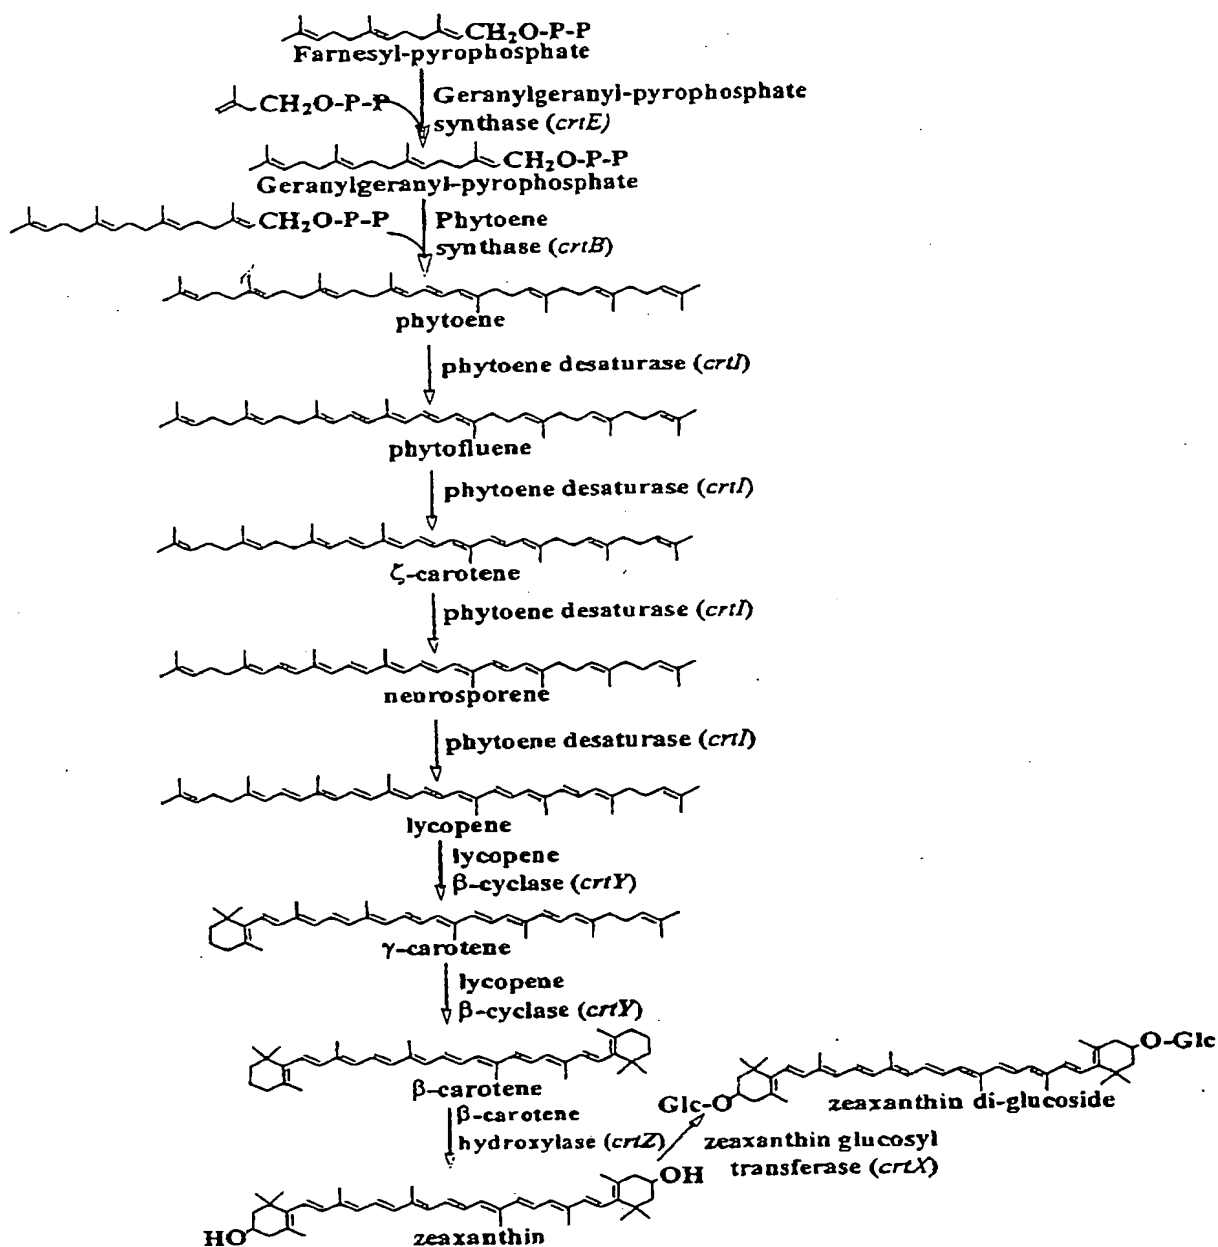 CH2O-P-P
Farnesyl-pyrophosphate
CH2O-P-P
Geranylgeranyl-pyrophosphate
synthase (crtE)
CH2O-P-P
Geranylgeranyl-pyrophosphate
CH2O-P-P
Phytoene
synthase (crtB)
phytoene
phytoene desaturase (crtI)
phytofluene
phytoene desaturase (crtI)
ζ-carotene
phytoene desaturase (crtI)
neurosporene
phytoene desaturase (crtI)
lycopene
lycopene
β-cyclase (crtY)
γ-carotene
lycopene
β-cyclase (crtY)
β-carotene
β-carotene
hydroxylase (crtZ)
O-Glc
Glc-O
zeaxanthin di-glucoside
zeaxanthin glucosyl
transferase (crtX)
OH
HO
zeaxanthin